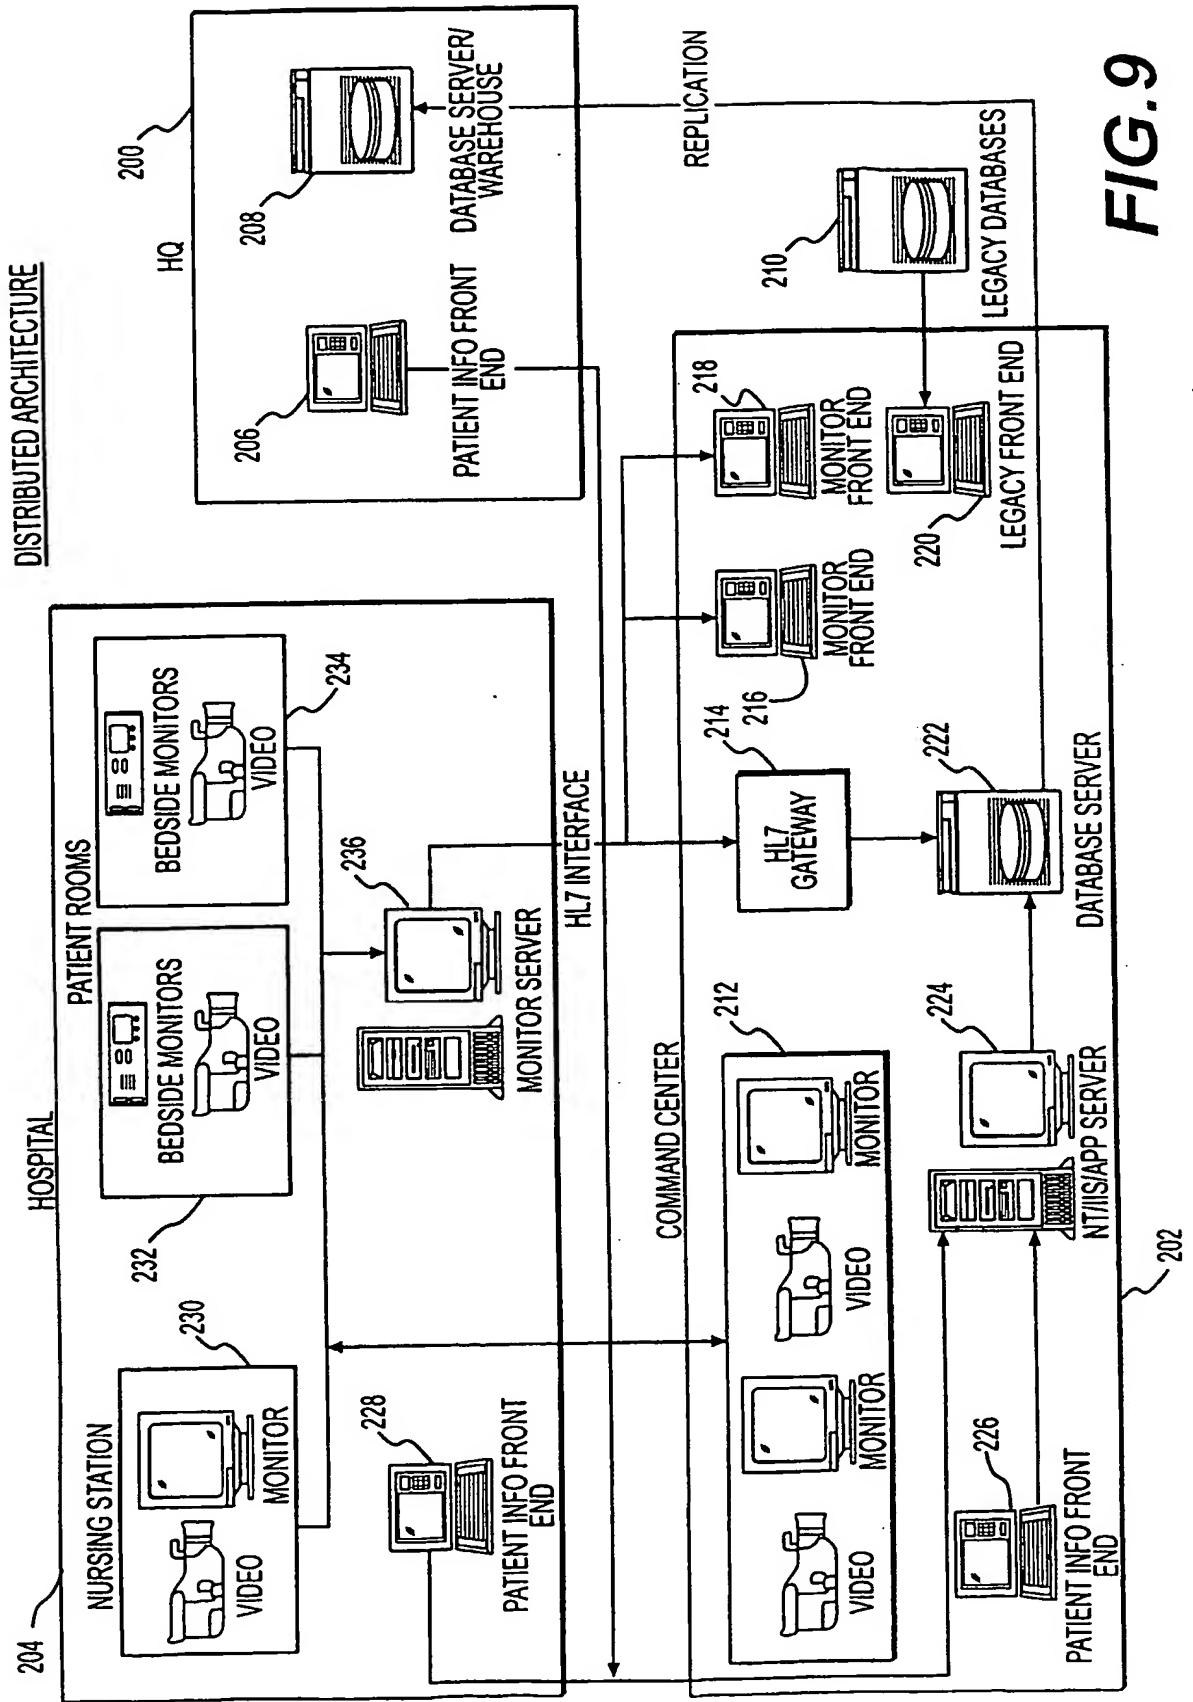 DISTRIBUTED ARCHITECTURE
204
HOSPITAL
NURSING STATION
230
VIDEO
MONITOR
PATIENT ROOMS
232
BEDSIDE MONITORS
VIDEO
BEDSIDE MONITORS
VIDEO
234
228
PATIENT INFO FRONT
END
236
MONITOR SERVER
HL7 INTERFACE
HQ
200
206
PATIENT INFO FRONT
END
208
DATABASE SERVER/
WAREHOUSE
REPLICATION
COMMAND CENTER
212
VIDEO
MONITOR
VIDEO
MONITOR
214
HL7
GATEWAY
216
MONITOR
FRONT END
218
MONITOR
FRONT END
210
LEGACY DATABASES
220
LEGACY FRONT END
226
PATIENT INFO FRONT
END
224
NT/IIS/APP SERVER
222
DATABASE SERVER
202
FIG.9